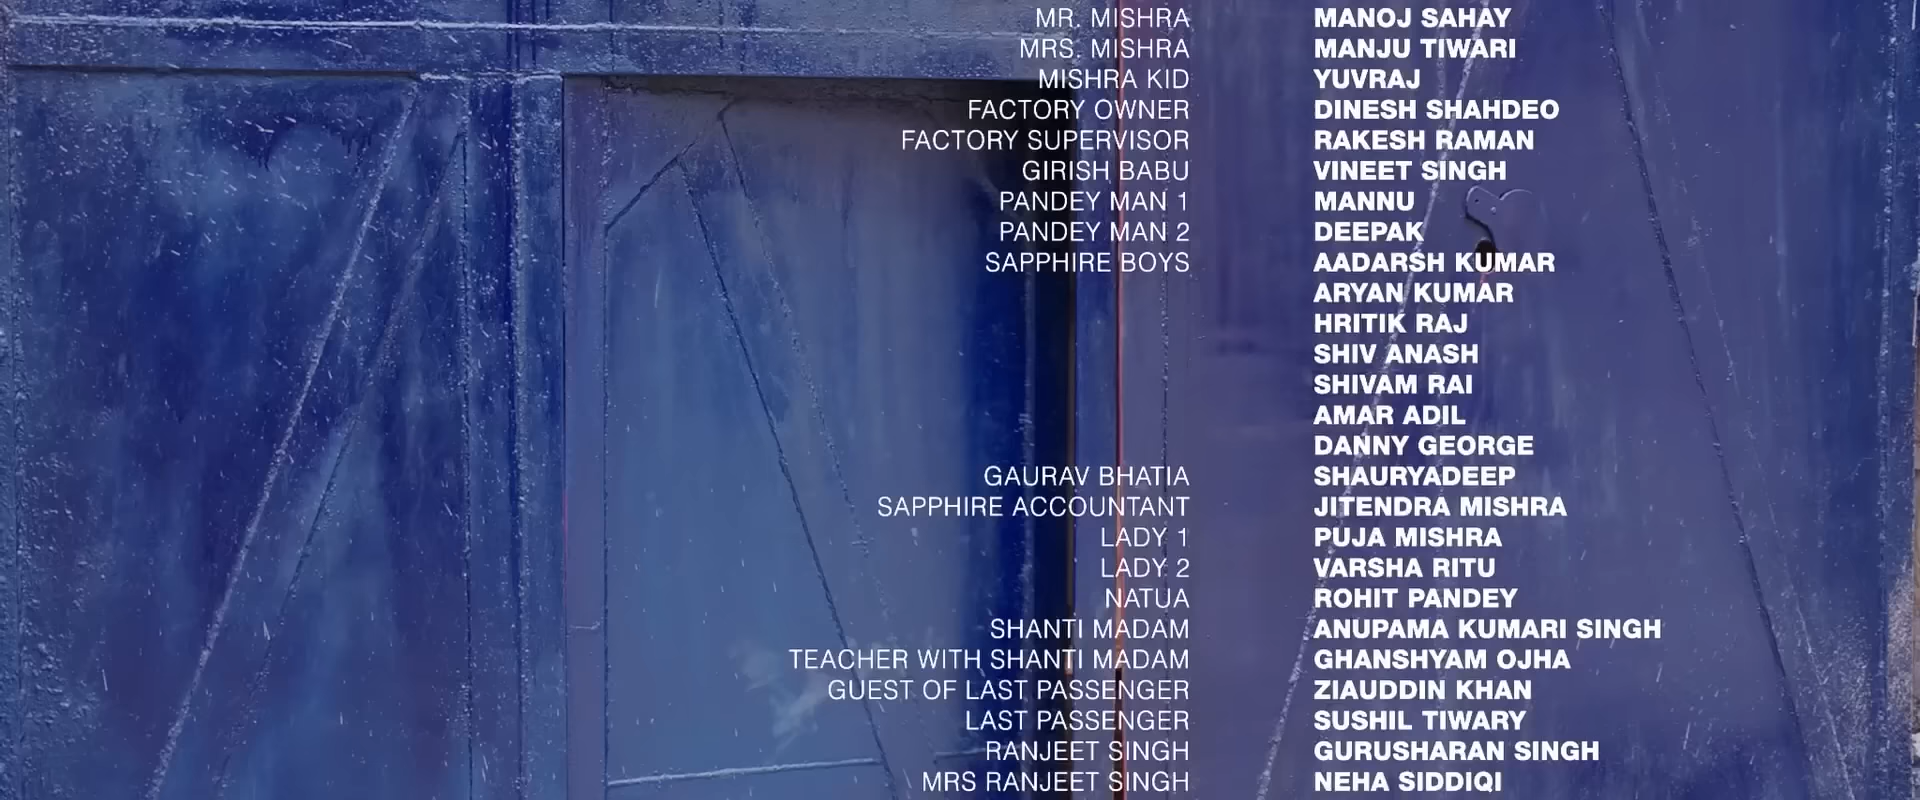 MR. MISHRA MANOJ SAHAY
MRS. MISHRA MANJU TIWARI
MISHRA KID YUVRAJ
FACTORY OWNER DINESH SHAHDEO
FACTORY SUPERVISOR RAKESH RAMAN
GIRISH BABU VINEET SINGH
PANDEY MAN 1 MANNU
PANDEY MAN 2 DEEPAK
SAPPHIRE BOYS AADARSH KUMAR
ARYAN KUMAR
HRITIK RAJ
SHIV ANASH
SHIVAM RAI
AMAR ADIL
DANNY GEORGE
GAURAV BHATIA SHAURYADEEP
SAPPHIRE ACCOUNTANT JITENDRA MISHRA
LADY 1 PUJA MISHRA
LADY 2 VARSHA RITU
NATUA ROHIT PANDEY
SHANTI MADAM ANUPAMA KUMARI SINGH
TEACHER WITH SHANTI MADAM GHANSHYAM OJHA
GUEST OF LAST PASSENGER ZIAUDDIN KHAN
LAST PASSENGER SUSHIL TIWARY
RANJEET SINGH GURUSHARAN SINGH
MRS RANJEET SINGH NEHA SIDDIQI